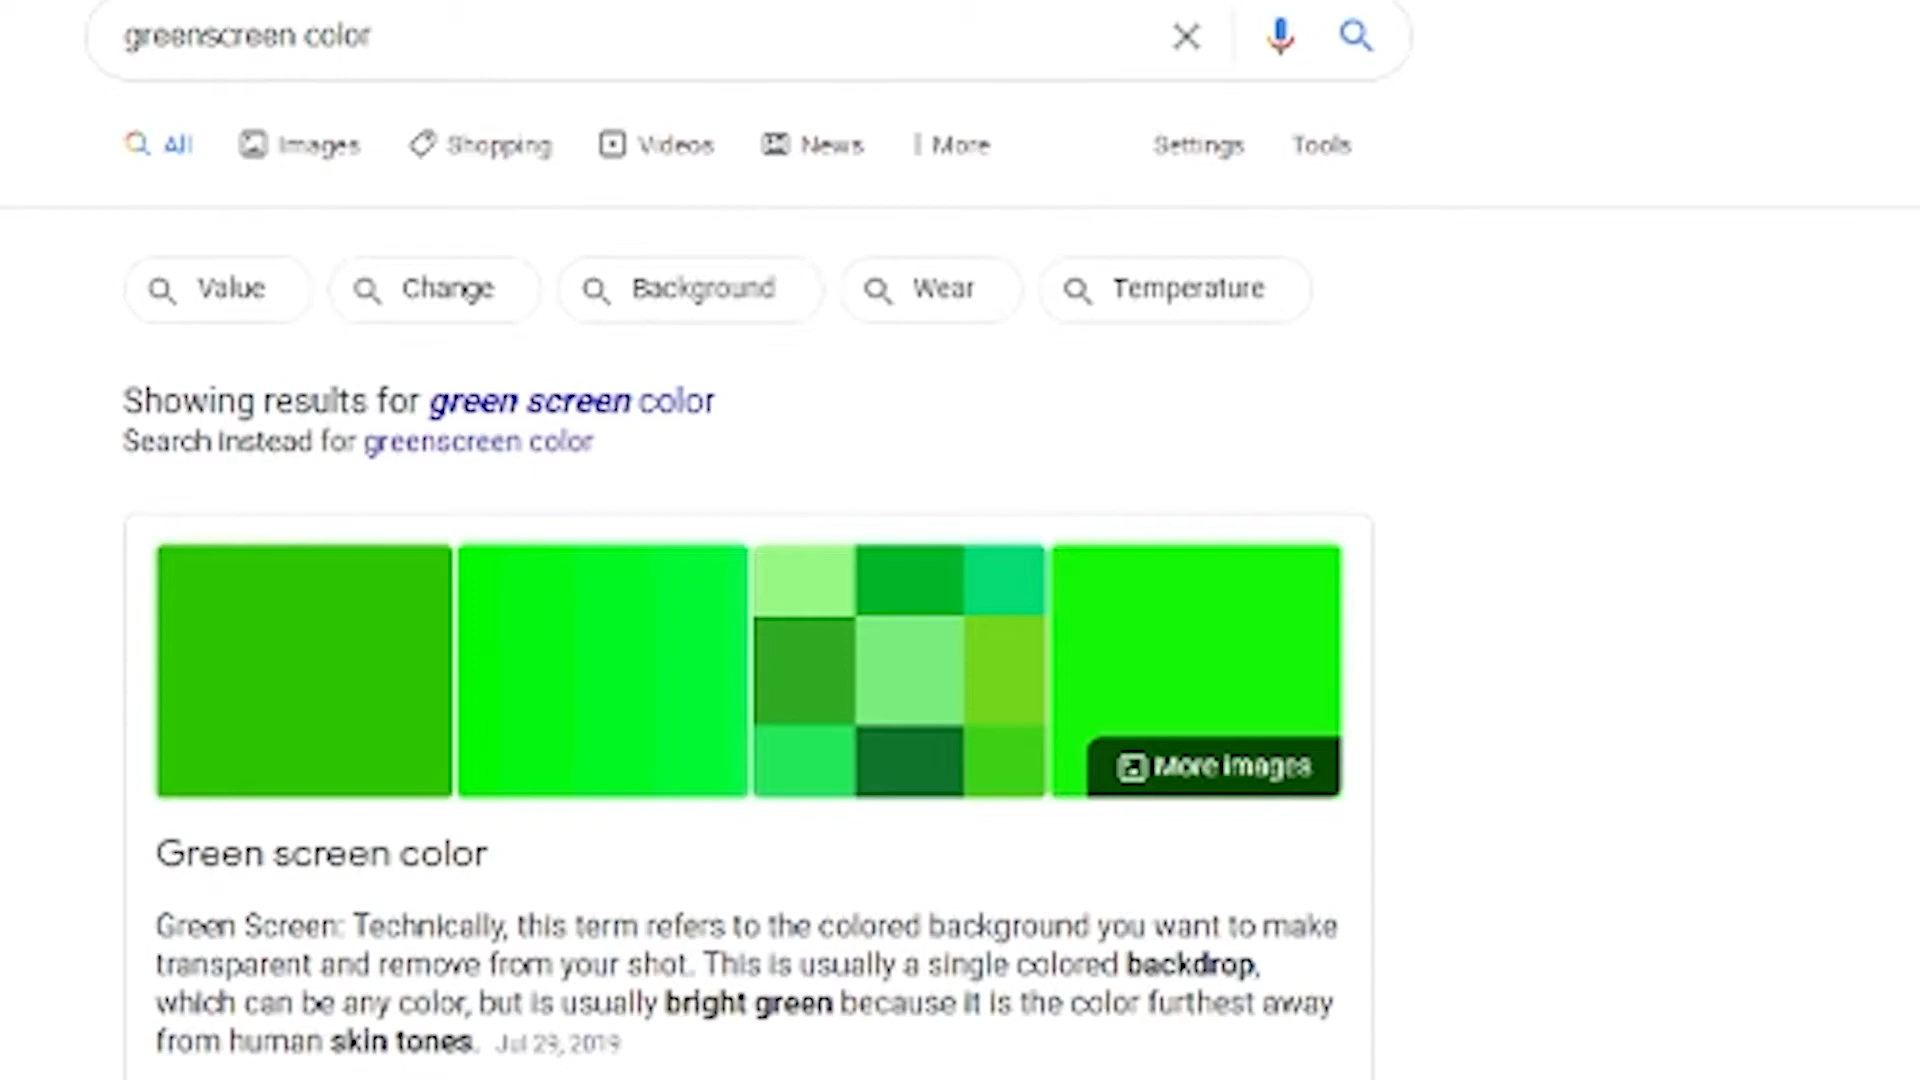 greenscreen color
All Images Shopping Videos News More Settings Tools
Value Change Background Wear Temperature
Showing results for green screen color
Search instead for greenscreen color
More images
Green screen color
Green Screen: Technically, this term refers to the colored background you want to make
transparent and remove from your shot. This is usually a single colored backdrop,
which can be any color, but is usually bright green because it is the color furthest away
from human skin tones. Jul 29, 2019